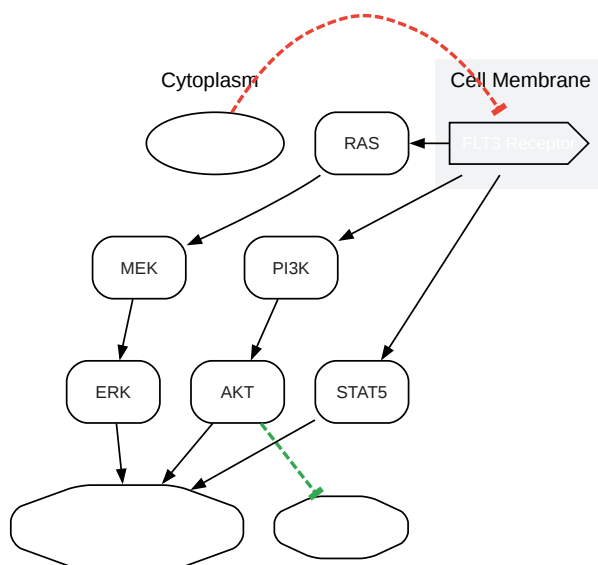 Cytoplasm
Cell Membrane
RAS
FLT3 Receptor
MEK
PI3K
ERK
AKT
STAT5